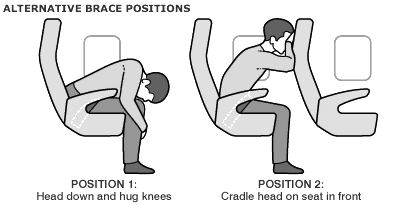 ALTERNATIVE BRACE POSITIONS
POSITION 1:
Head down and hug knees
POSITION 2:
Cradle head on seat in front